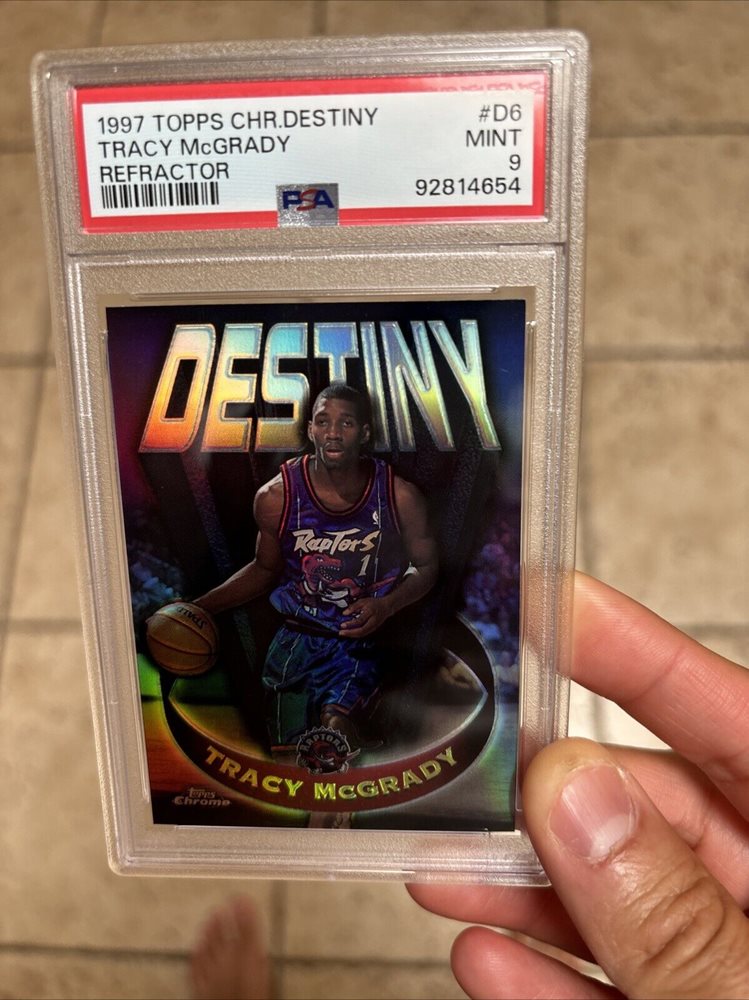 1997 TOPPS CHR.DESTINY #D6
TRACY McGRADY MINT
REFRACTOR 9
PSA 92814654
DESTINY
RAPTORS
1
RAPTORS
TRACY McGRADY
Topps
Chrome